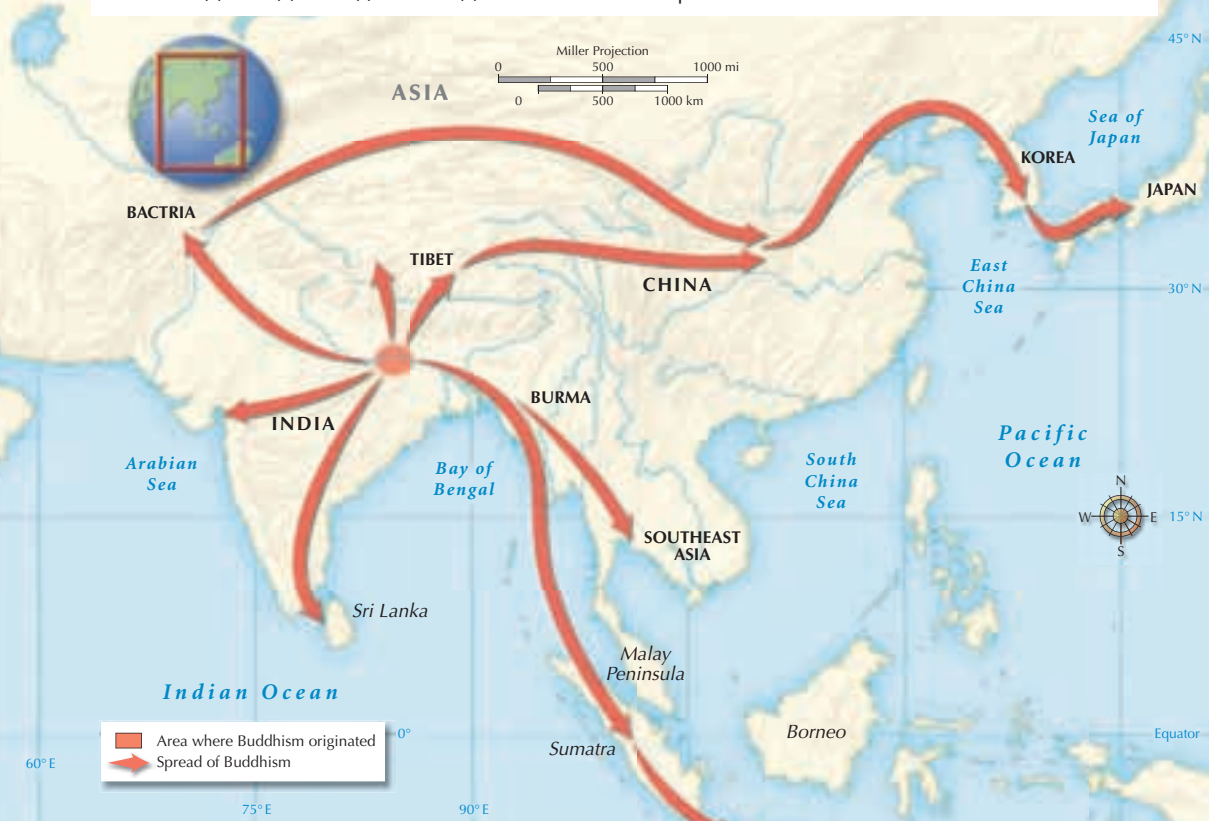 Miller Projection
0 500 1000 mi
0 500 1000 km
45° N
ASIA
Sea of
Japan
KOREA
JAPAN
BACTRIA
TIBET
CHINA
East
China
Sea
30° N
BURMA
INDIA
Arabian
Sea
Bay of
Bengal
South
China
Sea
Pacific
Ocean
N
W E
S
15° N
SOUTHEAST
ASIA
Sri Lanka
Malay
Peninsula
Indian Ocean
Borneo
Sumatra
0°
Equator
Area where Buddhism originated
Spread of Buddhism
60° E
75° E
90° E